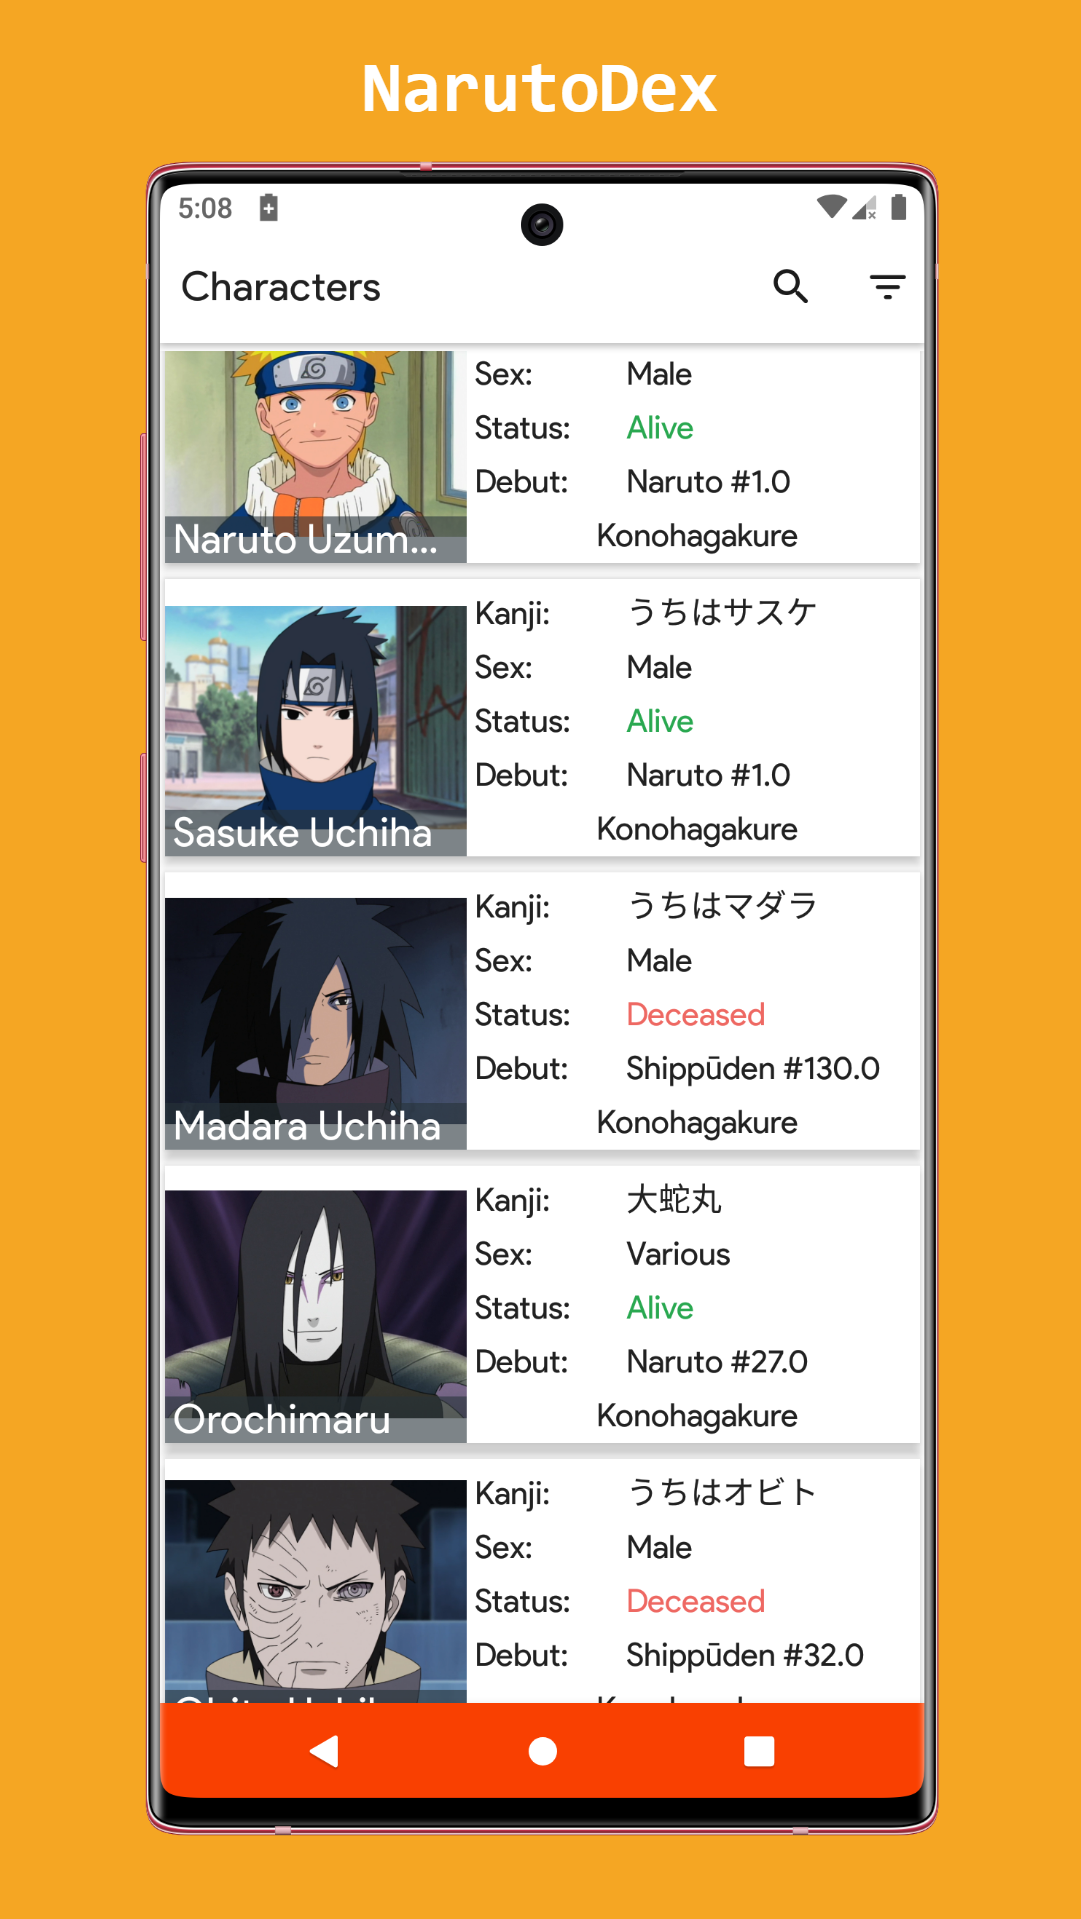 NarutoDex
5:08
Characters
Sex: Male
Status: Alive
Debut: Naruto #1.0
Konohagakure
Naruto Uzum...
Kanji: うちはサスケ
Sex: Male
Status: Alive
Debut: Naruto #1.0
Konohagakure
Sasuke Uchiha
Kanji: うちはマダラ
Sex: Male
Status: Deceased
Debut: Shippūden #130.0
Konohagakure
Madara Uchiha
Kanji: 大蛇丸
Sex: Various
Status: Alive
Debut: Naruto #27.0
Konohagakure
Orochimaru
Kanji: うちはオビト
Sex: Male
Status: Deceased
Debut: Shippūden #32.0